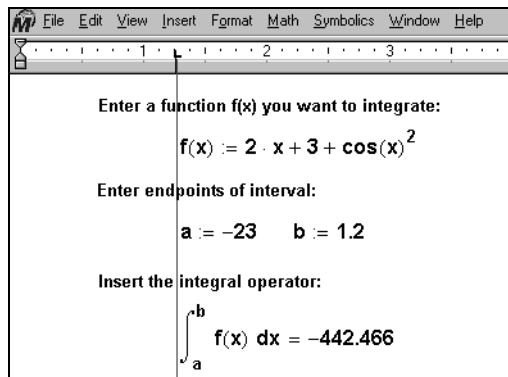 File Edit View Insert Format Math Symbolics Window Help
1 2 3
Enter a function f(x) you want to integrate:
f(x) := 2 · x + 3 + cos(x)²
Enter endpoints of interval:
a := −23 b := 1.2
Insert the integral operator:
∫ₐᵇ f(x) dx = −442.466